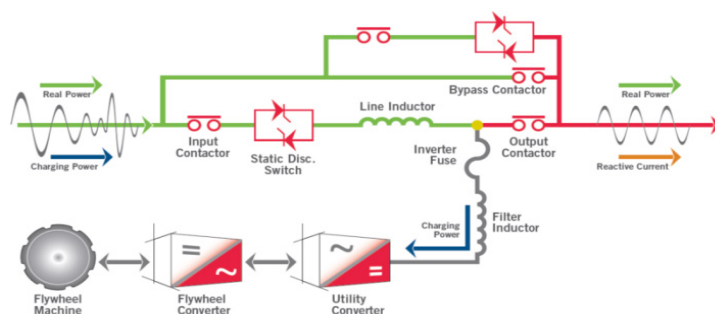 Real Power
Charging Power
Input
Contactor
Static Disc.
Switch
Line Inductor
Bypass Contactor
Inverter
Fuse
Output
Contactor
Real Power
Reactive Current
Charging
Power
Filter
Inductor
Flywheel
Machine
Flywheel
Converter
Utility
Converter